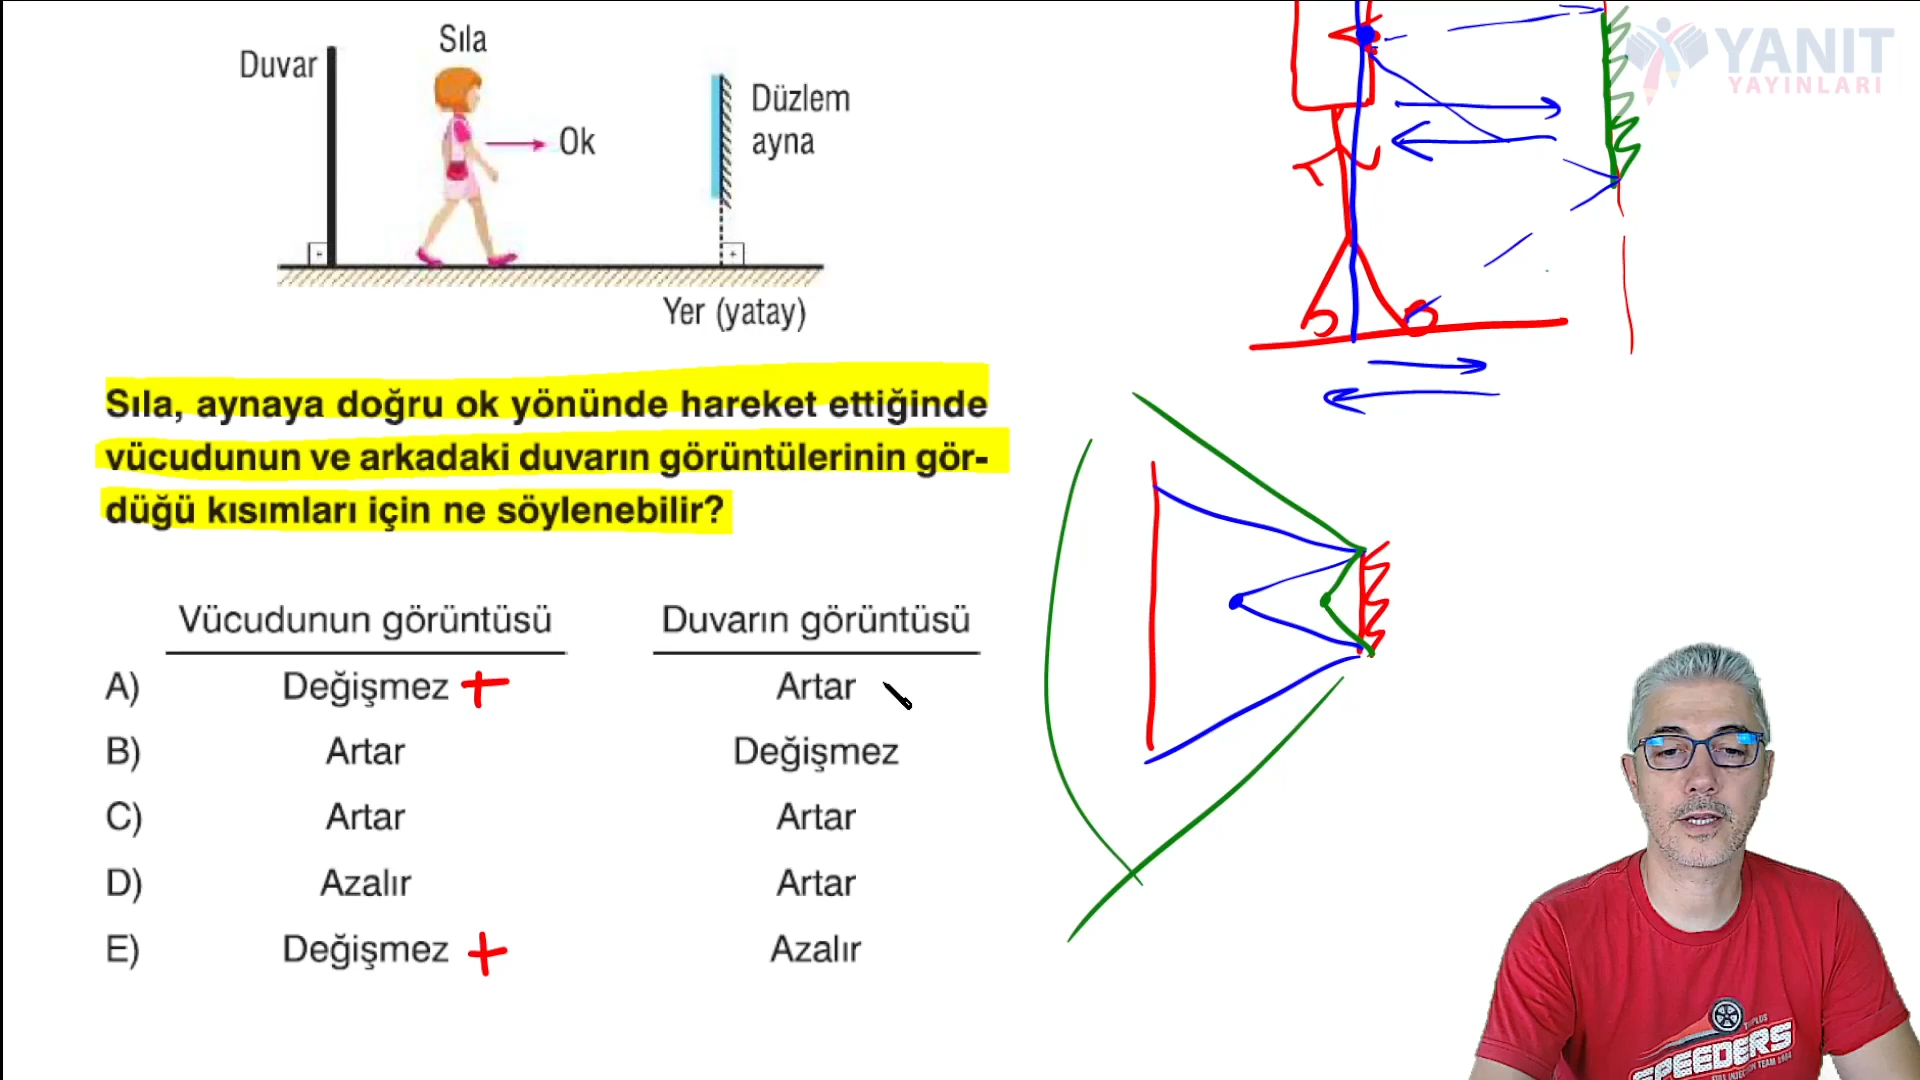 Sıla
Duvar
Ok
Düzlem
ayna
Yer (yatay)
YANIT
YAYINLARI
Sıla, aynaya doğru ok yönünde hareket ettiğinde
vücudunun ve arkadaki duvarın görüntülerinin gör-
düğü kısımları için ne söylenebilir?
Vücudunun görüntüsü Duvarın görüntüsü
A) Değişmez + Artar
B) Artar Değişmez
C) Artar Artar
D) Azalır Artar
E) Değişmez + Azalır
SPEEDERS